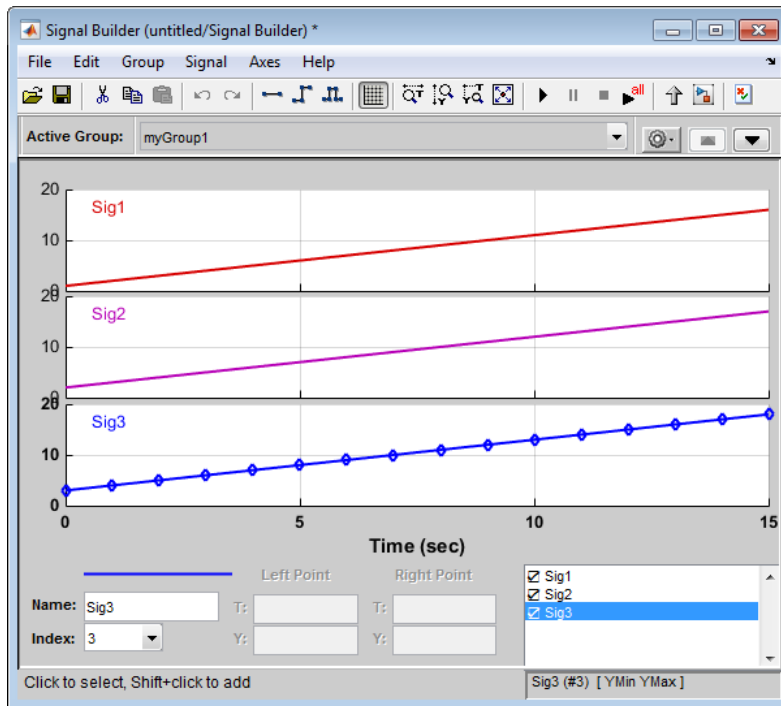 Signal Builder (untitled/Signal Builder) *
File Edit Group Signal Axes Help
all
Active Group: myGroup1
20
Sig1
10
0
20
Sig2
10
0
20
Sig3
10
0
0 5 10 15
Time (sec)
Left Point Right Point
Name: Sig3 T: T:
Index: 3 Y: Y:
Sig1
Sig2
Sig3
Click to select, Shift+click to add
Sig3 (#3) [ YMin YMax ]